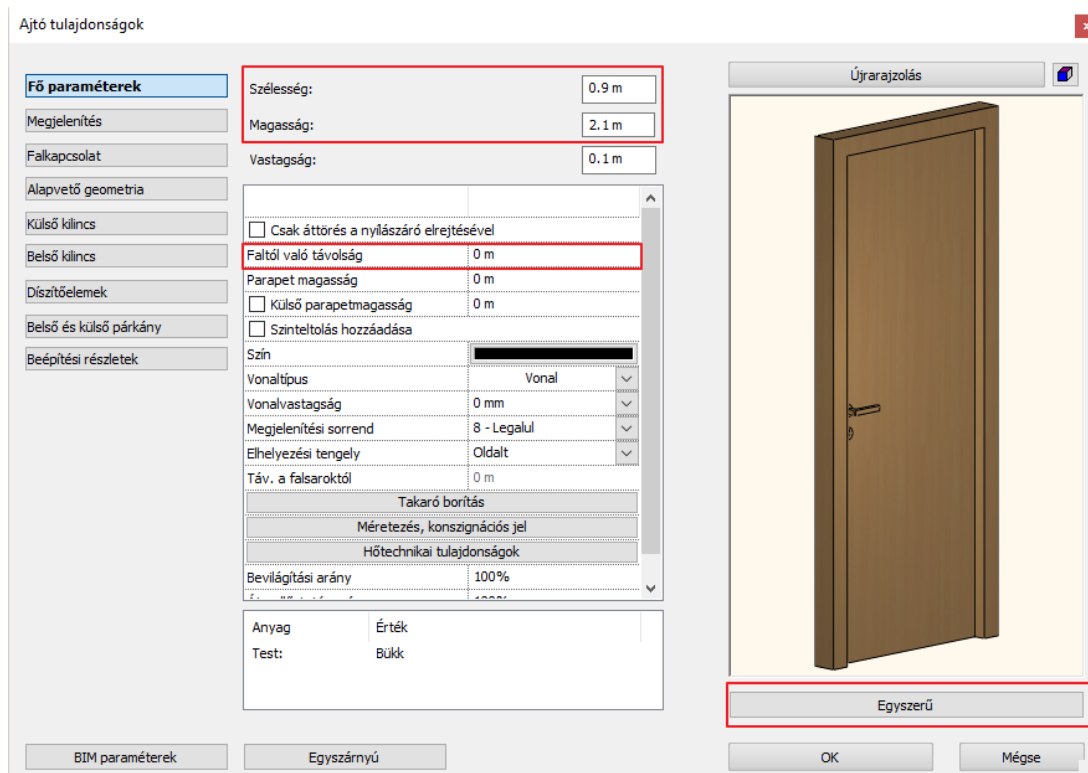 Ajtó tulajdonságok
x
Fő paraméterek
Megjelenítés
Falkapcsolat
Alapvető geometria
Külső kilincs
Belső kilincs
Díszítőelemek
Belső és külső párkány
Beépítési részletek
Szélesség: 0.9 m
Magasság: 2.1 m
Vastagság: 0.1 m
Csak áttörés a nyílászáró elrejtésével
Faltól való távolság 0 m
Parapet magasság 0 m
Külső parapetmagasság 0 m
Szinteltolás hozzáadása
Szín
Vonaltípus Vonal
Vonalvastagság 0 mm
Megjelenítési sorrend 8 - Legalul
Elhelyezési tengely Oldalt
Táv. a falsaroktól 0 m
Takaró borítás
Méretezés, konszignációs jel
Hőtechnikai tulajdonságok
Bevilágítási arány 100%
Anyag Érték
Test: Bükk
Újrarajzolás
Egyszerű
BIM paraméterek
Egyszárnyú
OK
Mégse